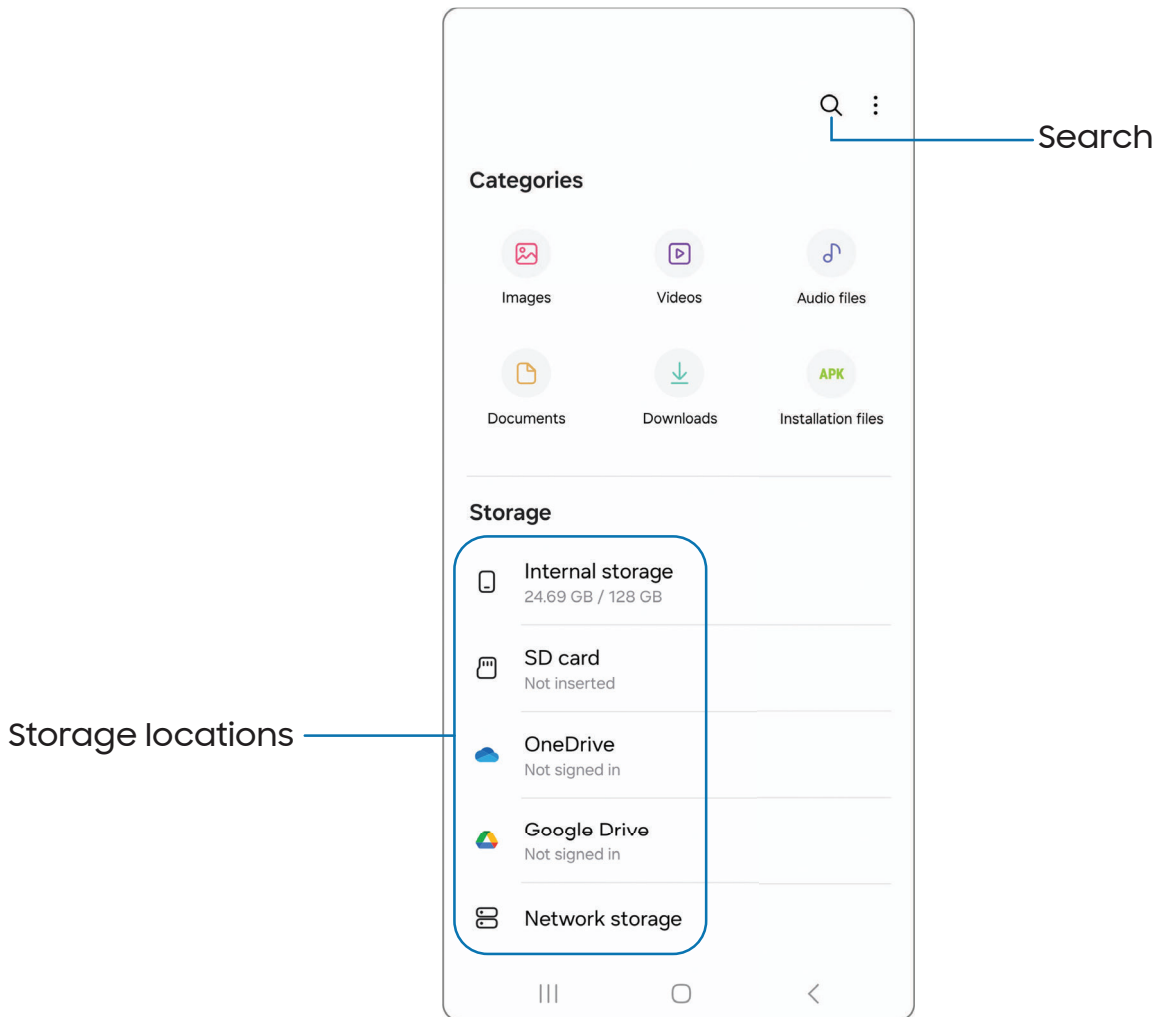 Search
Categories
Images
Videos
Audio files
APK
Documents
Downloads
Installation files
Storage
Internal storage
24.69 GB / 128 GB
SD card
Not inserted
Storage locations
OneDrive
Not signed in
Google Drive
Not signed in
Network storage